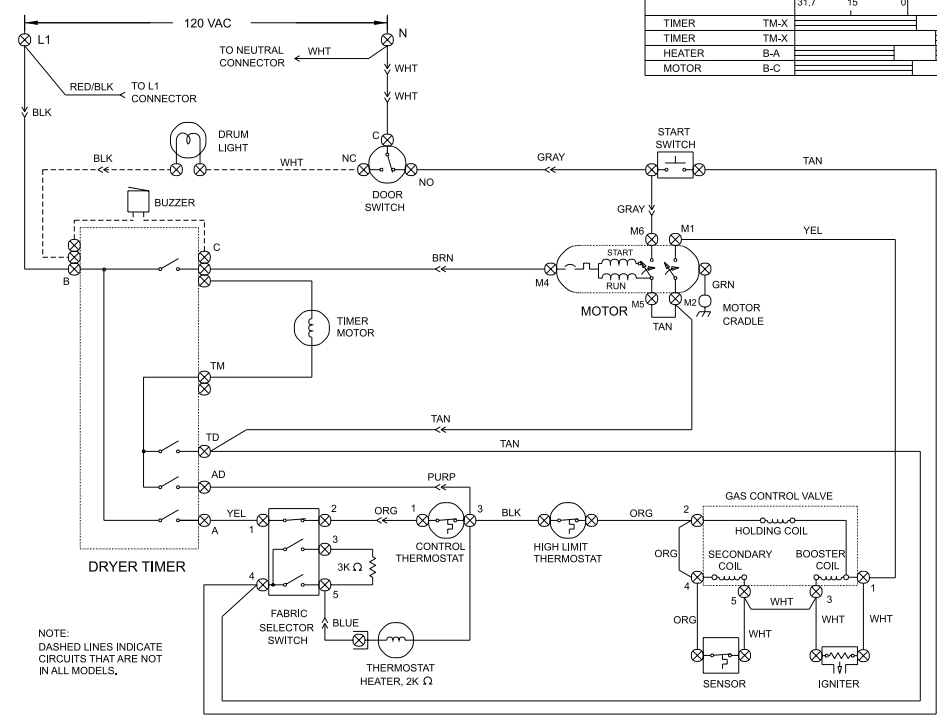 120 VAC
31.7 15 0
TIMER TM-X
TIMER TM-X
HEATER B-A
MOTOR B-C
L1
N
TO NEUTRAL
CONNECTOR
WHT
WHT
RED/BLK
TO L1
CONNECTOR
WHT
BLK
DRUM
LIGHT
C
START
SWITCH
BLK
WHT
NC
NO
GRAY
TAN
DOOR
SWITCH
BUZZER
GRAY
M6
M1
YEL
B
C
BRN
M4
START
RUN
GRN
M5
M2
MOTOR
TAN
MOTOR
CRADLE
TIMER
MOTOR
TM
TAN
TD
TAN
AD
PURP
GAS CONTROL VALVE
YEL
A
1
2
ORG
1
3
BLK
ORG
2
HOLDING COIL
DRYER TIMER
3
CONTROL
THERMOSTAT
HIGH LIMIT
THERMOSTAT
ORG
SECONDARY
COIL
BOOSTER
COIL
3K Ω
4
5
4
5
3
1
WHT
FABRIC
SELECTOR
SWITCH
BLUE
ORG
WHT
WHT
WHT
NOTE:
DASHED LINES INDICATE
CIRCUITS THAT ARE NOT
IN ALL MODELS.
THERMOSTAT
HEATER, 2K Ω
SENSOR
IGNITER